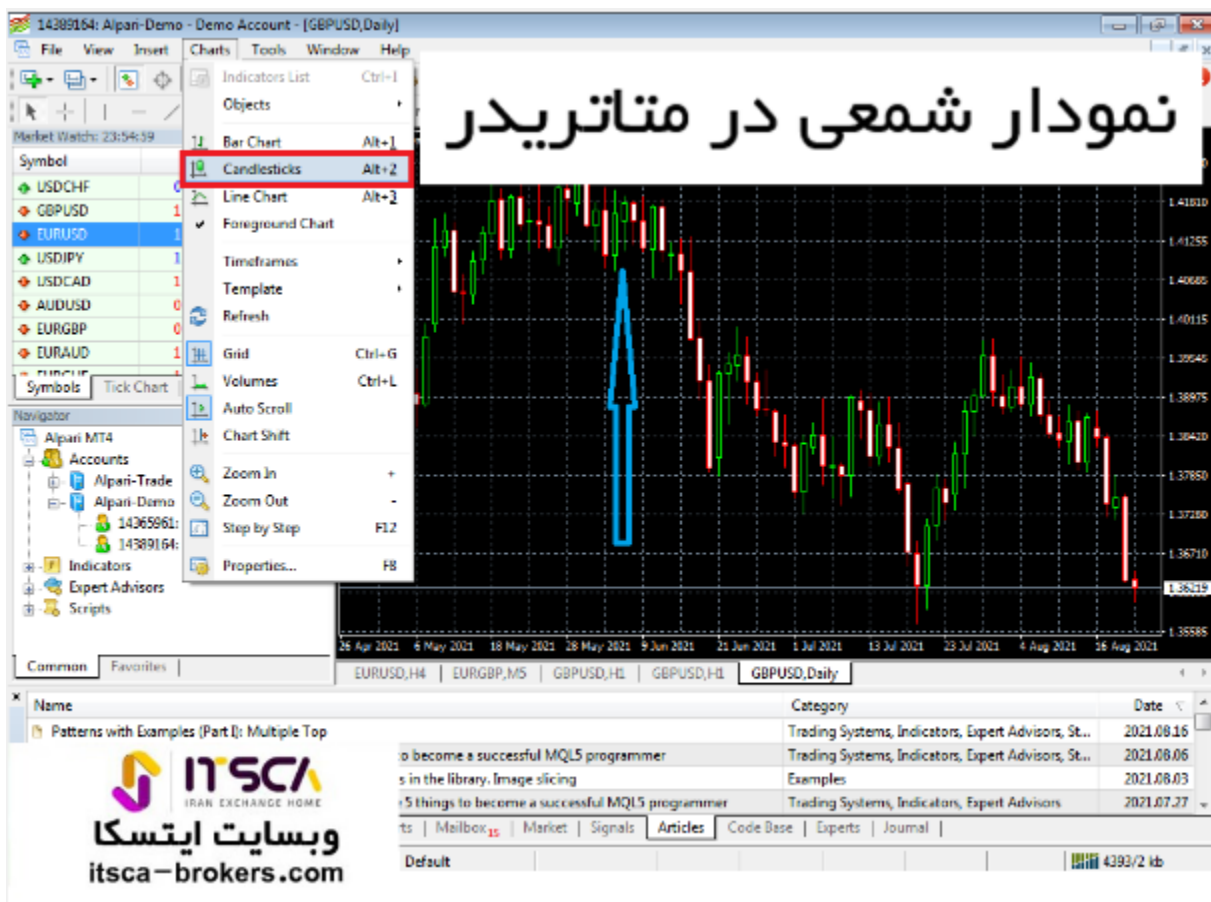 14389164: Alpari-Demo - Demo Account - [GBPUSD,Daily]
File View Insert Charts Tools Window Help
نمودار شمعی در متاتریدر
Indicators List Ctrl+I
Objects
Bar Chart Alt+1
Candlesticks Alt+2
Line Chart Alt+3
Foreground Chart
Timeframes
Template
Refresh
Grid Ctrl+G
Volumes Ctrl+L
Auto Scroll
Chart Shift
Zoom In +
Zoom Out -
Step by Step F12
Properties... F8
Market Watch: 23:54:59
Symbol
USDCHF 0
GBPUSD 1
EURUSD 1
USDJPY 1
USDCAD 1
AUDUSD 0
EURGBP 0
EURAUD 1
Symbols Tick Chart
Navigator
Alpari MT4
Accounts
Alpari-Trade
Alpari-Demo
14365961:
14389164:
Indicators
Expert Advisors
Scripts
Common Favorites
1.41810
1.41255
1.40685
1.40115
1.39545
1.38975
1.38420
1.37850
1.37280
1.36710
1.36219
1.35585
26 Apr 2021 6 May 2021 18 May 2021 28 May 2021 9 Jun 2021 21 Jun 2021 1 Jul 2021 13 Jul 2021 23 Jul 2021 4 Aug 2021 16 Aug 2021
EURUSD,H4 EURGBP,M5 GBPUSD,H1 GBPUSD,H1 GBPUSD,Daily
Name Category Date
Patterns with Examples (Part I): Multiple Top Trading Systems, Indicators, Expert Advisors, St... 2021.08.16
to become a successful MQL5 programmer Trading Systems, Indicators, Expert Advisors, St... 2021.08.06
s in the library. Image slicing Examples 2021.08.03
5 things to become a successful MQL5 programmer Trading Systems, Indicators, Expert Advisors 2021.07.27
Mailbox 15 Market Signals Articles Code Base Experts Journal
Default 4393/2 kb
ITSCA
IRAN EXCHANGE HOME
وبسایت ایتسکا
itsca-brokers.com